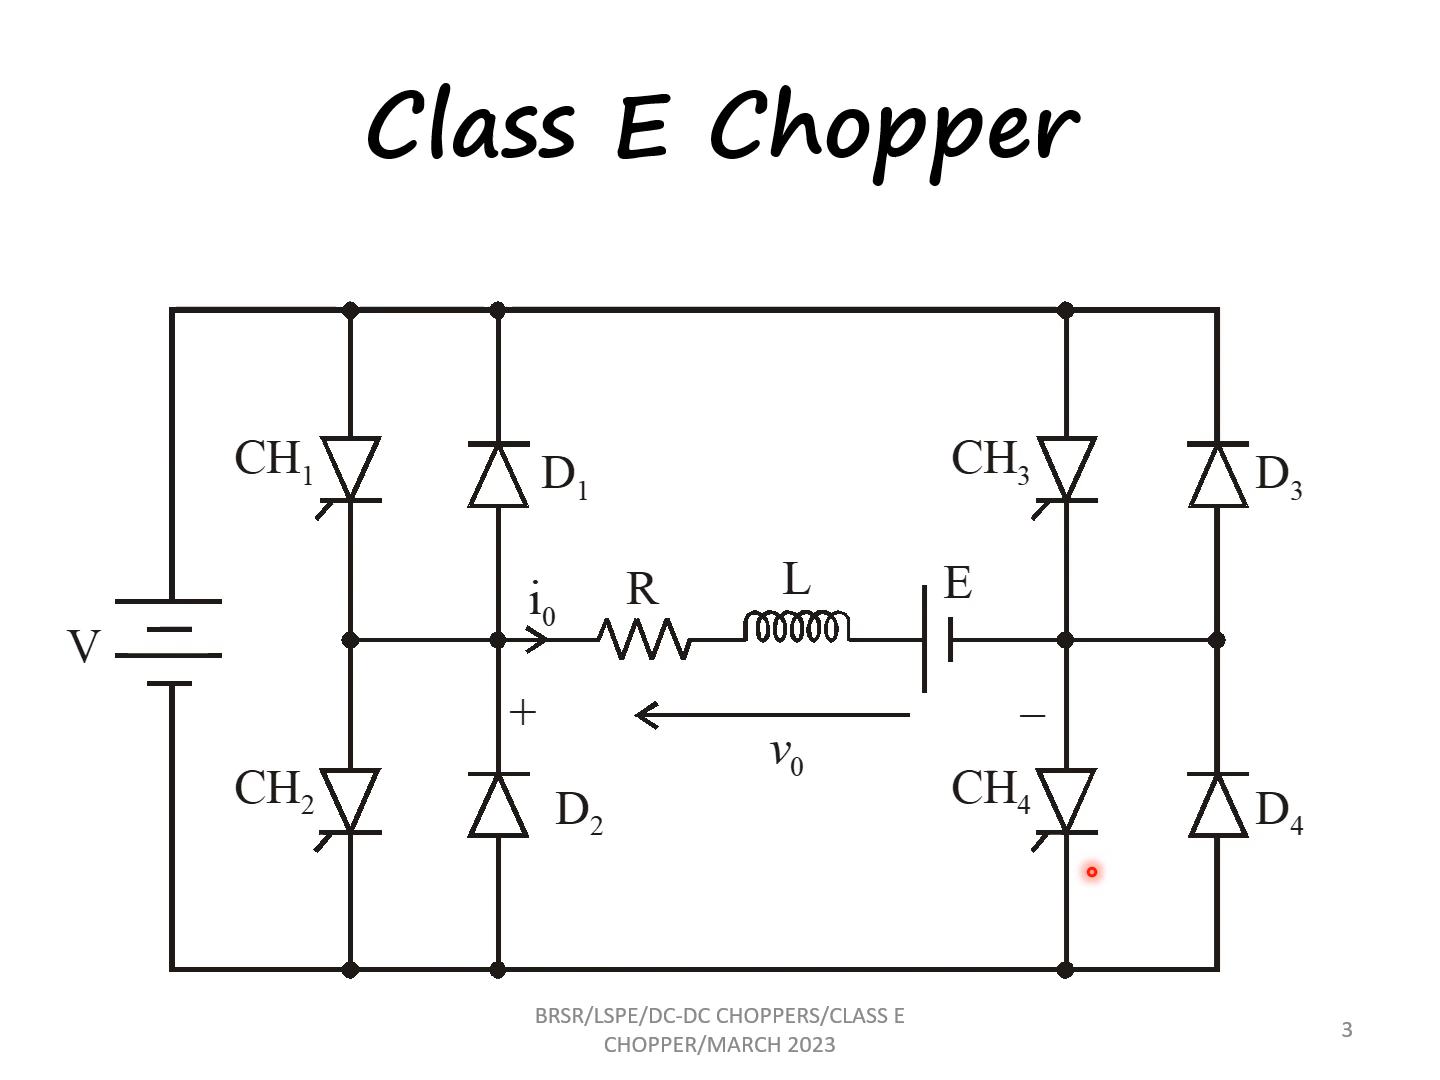 Class E Chopper
CH₁
D₁
CH₃
D₃
i₀
R
L
E
V
+
−
v₀
CH₂
D₂
CH₄
D₄
BRSR/LSPE/DC-DC CHOPPERS/CLASS E
CHOPPER/MARCH 2023
3